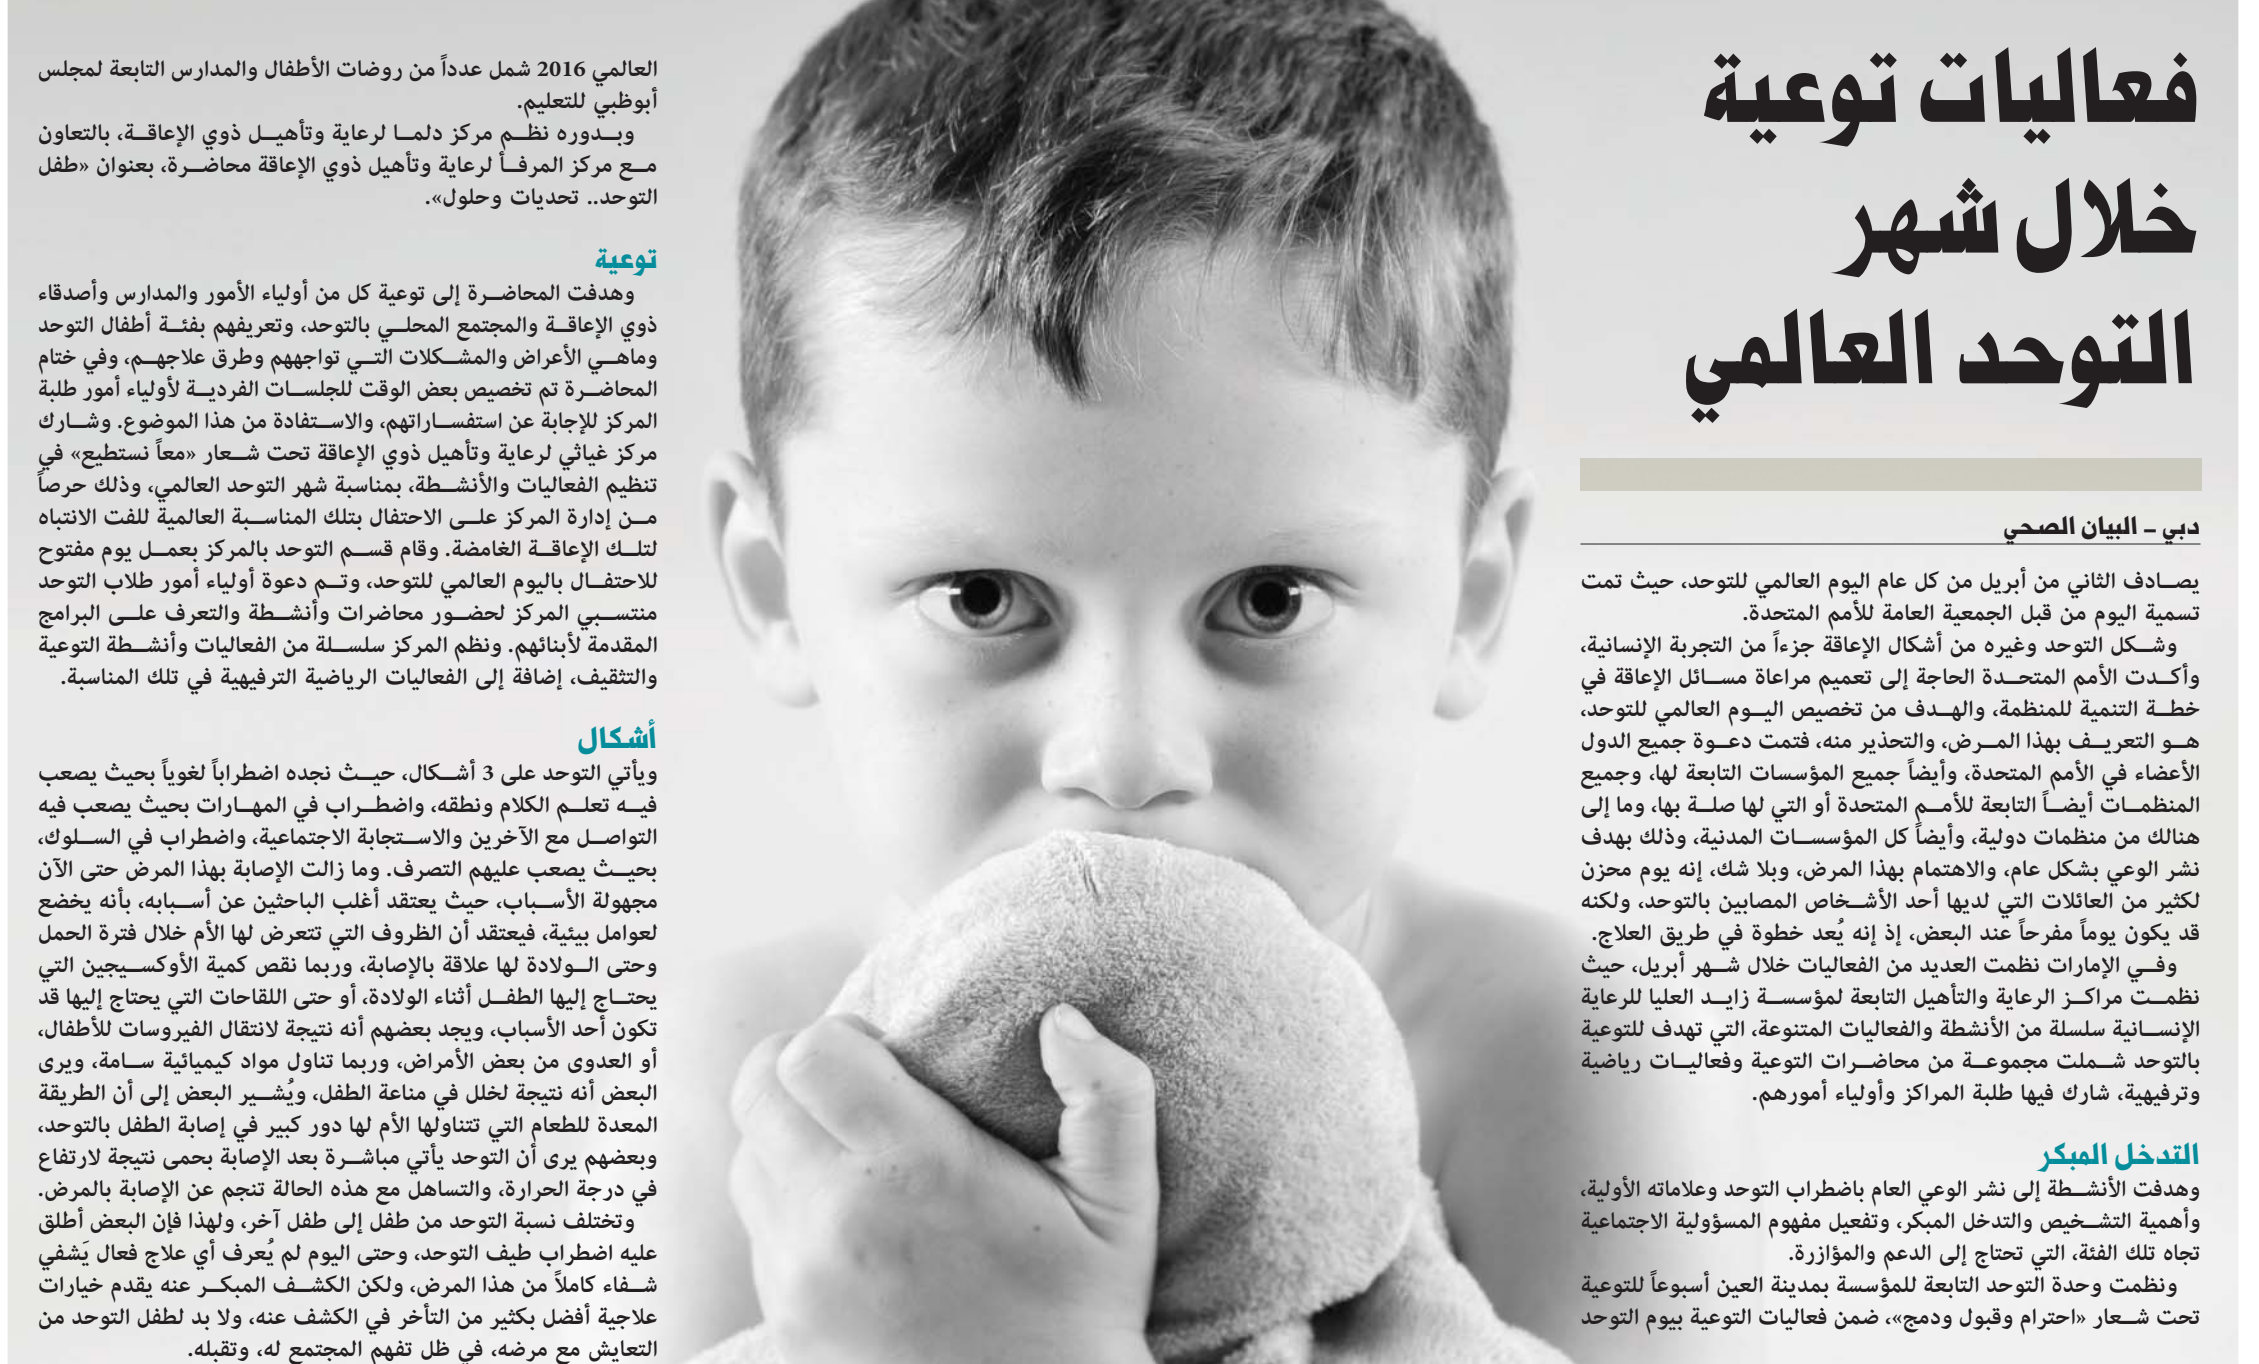 فعاليات توعية
خلال شهر
التوحد العالمي
دبي - البيان الصحي
يصادف الثاني من أبريل من كل عام اليوم العالمي للتوحد، حيث تمت
تسمية اليوم من قبل الجمعية العامة للأمم المتحدة.
وشكل التوحد وغيره من أشكال الإعاقة جزءاً من التجربة الإنسانية،
وأكدت الأمم المتحدة الحاجة إلى تعميم مراعاة مسائل الإعاقة في
خطة التنمية للمنظمة، والهدف من تخصيص اليوم العالمي للتوحد،
هو التعريف بهذا المرض، والتحذير منه، فتمت دعوة جميع الدول
الأعضاء في الأمم المتحدة، وأيضاً جميع المؤسسات التابعة لها، وجميع
المنظمات أيضاً التابعة للأمم المتحدة أو التي لها صلة بها، وما إلى
هنالك من منظمات دولية، وأيضاً كل المؤسسات المدنية، وذلك بهدف
نشر الوعي بشكل عام، والاهتمام بهذا المرض، وبلا شك، إنه يوم محزن
لكثير من العائلات التي لديها أحد الأشخاص المصابين بالتوحد، ولكنه
قد يكون يوماً مفرحاً عند البعض، إذ إنه يُعد خطوة في طريق العلاج.
وفي الإمارات نظمت العديد من الفعاليات خلال شهر أبريل، حيث
نظمت مراكز الرعاية والتأهيل التابعة لمؤسسة زايد العليا للرعاية
الإنسانية سلسلة من الأنشطة والفعاليات المتنوعة، التي تهدف للتوعية
بالتوحد شملت مجموعة من محاضرات التوعية وفعاليات رياضية
وترفيهية، شارك فيها طلبة المراكز وأولياء أمورهم.
التدخل المبكر
وهدفت الأنشطة إلى نشر الوعي العام باضطراب التوحد وعلاماته الأولية،
وأهمية التشخيص والتدخل المبكر، وتفعيل مفهوم المسؤولية الاجتماعية
تجاه تلك الفئة، التي تحتاج إلى الدعم والمؤازرة.
ونظمت وحدة التوحد التابعة للمؤسسة بمدينة العين أسبوعاً للتوعية
تحت شعار «احترام وقبول ودمج»، ضمن فعاليات التوعية بيوم التوحد
العالمي 2016 شمل عدداً من روضات الأطفال والمدارس التابعة لمجلس
أبوظبي للتعليم.
وبدوره نظم مركز دلما لرعاية وتأهيل ذوي الإعاقة، بالتعاون
مع مركز المرفأ لرعاية وتأهيل ذوي الإعاقة محاضرة، بعنوان «طفل
التوحد.. تحديات وحلول».
توعية
وهدفت المحاضرة إلى توعية كل من أولياء الأمور والمدارس وأصدقاء
ذوي الإعاقة والمجتمع المحلي بالتوحد، وتعريفهم بفئة أطفال التوحد
وماهي الأعراض والمشكلات التي تواجههم وطرق علاجهم، وفي ختام
المحاضرة تم تخصيص بعض الوقت للجلسات الفردية لأولياء أمور طلبة
المركز للإجابة عن استفساراتهم، والاستفادة من هذا الموضوع. وشارك
مركز غياثي لرعاية وتأهيل ذوي الإعاقة تحت شعار «معاً نستطيع» في
تنظيم الفعاليات والأنشطة، بمناسبة شهر التوحد العالمي، وذلك حرصاً
من إدارة المركز على الاحتفال بتلك المناسبة العالمية للفت الانتباه
لتلك الإعاقة الغامضة. وقام قسم التوحد بالمركز بعمل يوم مفتوح
للاحتفال باليوم العالمي للتوحد، وتم دعوة أولياء أمور طلاب التوحد
منتسبي المركز لحضور محاضرات وأنشطة والتعرف على البرامج
المقدمة لأبنائهم. ونظم المركز سلسلة من الفعاليات وأنشطة التوعية
والتثقيف، إضافة إلى الفعاليات الرياضية الترفيهية في تلك المناسبة.
أشكال
ويأتي التوحد على 3 أشكال، حيث نجده اضطراباً لغوياً بحيث يصعب
فيه تعلم الكلام ونطقه، واضطراب في المهارات بحيث يصعب فيه
التواصل مع الآخرين والاستجابة الاجتماعية، واضطراب في السلوك،
بحيث يصعب عليهم التصرف. وما زالت الإصابة بهذا المرض حتى الآن
مجهولة الأسباب، حيث يعتقد أغلب الباحثين عن أسبابه، بأنه يخضع
لعوامل بيئية، فيعتقد أن الظروف التي تتعرض لها الأم خلال فترة الحمل
وحتى الولادة لها علاقة بالإصابة، وربما نقص كمية الأوكسيجين التي
يحتاج إليها الطفل أثناء الولادة، أو حتى اللقاحات التي يحتاج إليها قد
تكون أحد الأسباب، ويجد بعضهم أنه نتيجة لانتقال الفيروسات للأطفال،
أو العدوى من بعض الأمراض، وربما تناول مواد كيميائية سامة، ويرى
البعض أنه نتيجة لخلل في مناعة الطفل، ويُشير البعض إلى أن الطريقة
المعدة للطعام التي تتناولها الأم لها دور كبير في إصابة الطفل بالتوحد،
وبعضهم يرى أن التوحد يأتي مباشرة بعد الإصابة بحمى نتيجة لارتفاع
في درجة الحرارة، والتساهل مع هذه الحالة تنجم عن الإصابة بالمرض.
وتختلف نسبة التوحد من طفل إلى طفل آخر، ولهذا فإن البعض أطلق
عليه اضطراب طيف التوحد، وحتى اليوم لم يُعرف أي علاج فعال يَشفي
شفاء كاملاً من هذا المرض، ولكن الكشف المبكر عنه يقدم خيارات
علاجية أفضل بكثير من التأخر في الكشف عنه، ولا بد لطفل التوحد من
التعايش مع مرضه، في ظل تفهم المجتمع له، وتقبله.